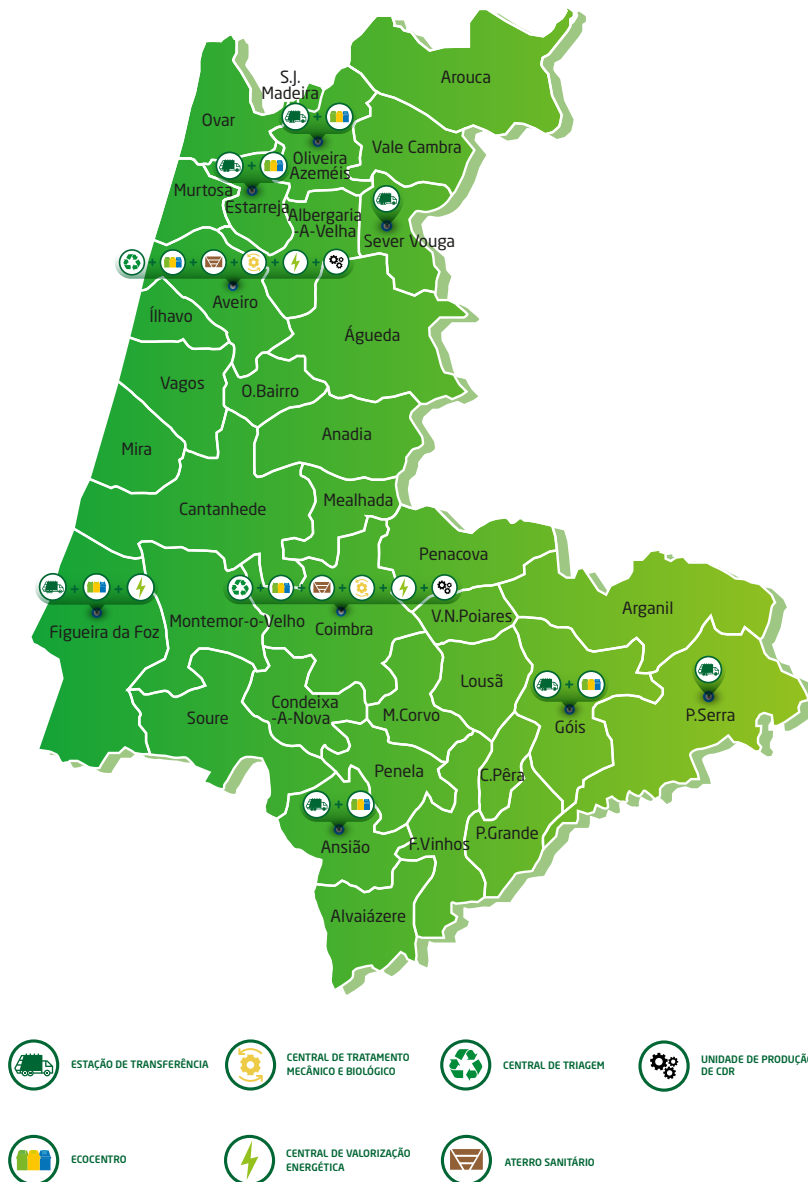 Arouca
S.J.
Madeira
Ovar
Vale Cambra
Oliveira
Azeméis
Murtosa
Estarreja
Albergaria
-A-Velha
Sever Vouga
Aveiro
Ílhavo
Águeda
Vagos
O.Bairro
Anadia
Mira
Mealhada
Cantanhede
Penacova
Arganil
V.N.Poiares
Montemor-o-Velho
Coimbra
Figueira da Foz
Lousã
Condeixa
-A-Nova
Soure
M.Corvo
P.Serra
Góis
Penela
C.Pêra
P.Grande
F.Vinhos
Ansião
Alvaiázere
ESTAÇÃO DE TRANSFERÊNCIA
CENTRAL DE TRATAMENTO
MECÂNICO E BIOLÓGICO
CENTRAL DE TRIAGEM
UNIDADE DE PRODUÇÃO
DE CDR
ECOCENTRO
CENTRAL DE VALORIZAÇÃO
ENERGÉTICA
ATERRO SANITÁRIO